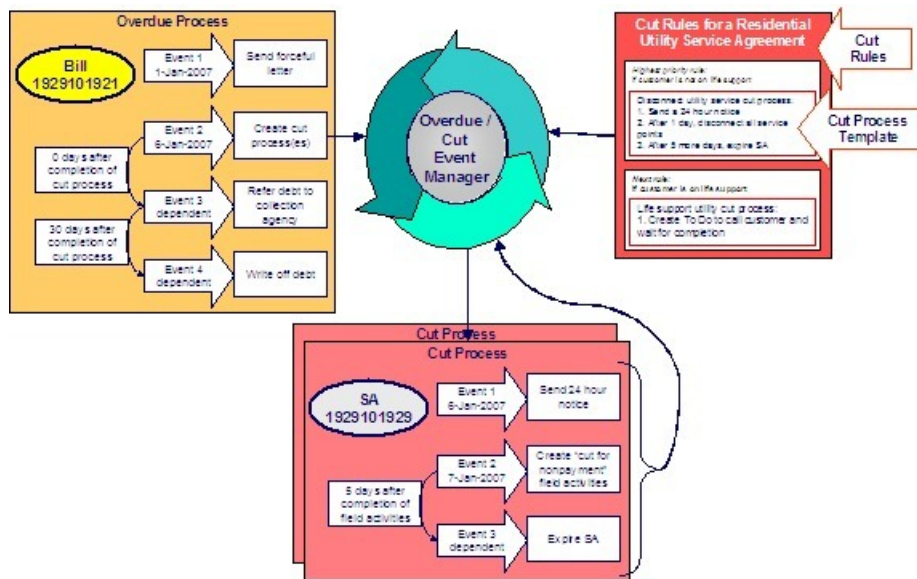 Overdue Process
Bill
1929101921
Event 1
1-Jan-2007
Send forceful
letter
Event 2
6-Jan-2007
Create cut
process(es)
0 days after
completion of
cut process
Event 3
dependent
Refer debt to
collection
agency
30 days after
completion of
cut process
Event 4
dependent
Write off debt
Overdue /
Cut
Event
Manager
Cut Rules for a Residential
Utility Service Agreement
Highest priority rule:
If customer is not on life support
Disconnect utility service cut process:
1. Send a 24 hour notice
2. After 1 day, disconnect all service
points
3. After 5 more days, expire SA
Next rule:
If customer is on life support
Life support utility cut process:
1. Create To Do to call customer and
wait for completion
Cut
Rules
Cut Process
Template
Cut Process
Cut Process
SA
1929101929
Event 1
6-Jan-2007
Send 24 hour
notice
Event 2
7-Jan-2007
Create "cut for
nonpayment"
field activities
5 days after
completion of
field activities
Event 3
dependent
Expire SA